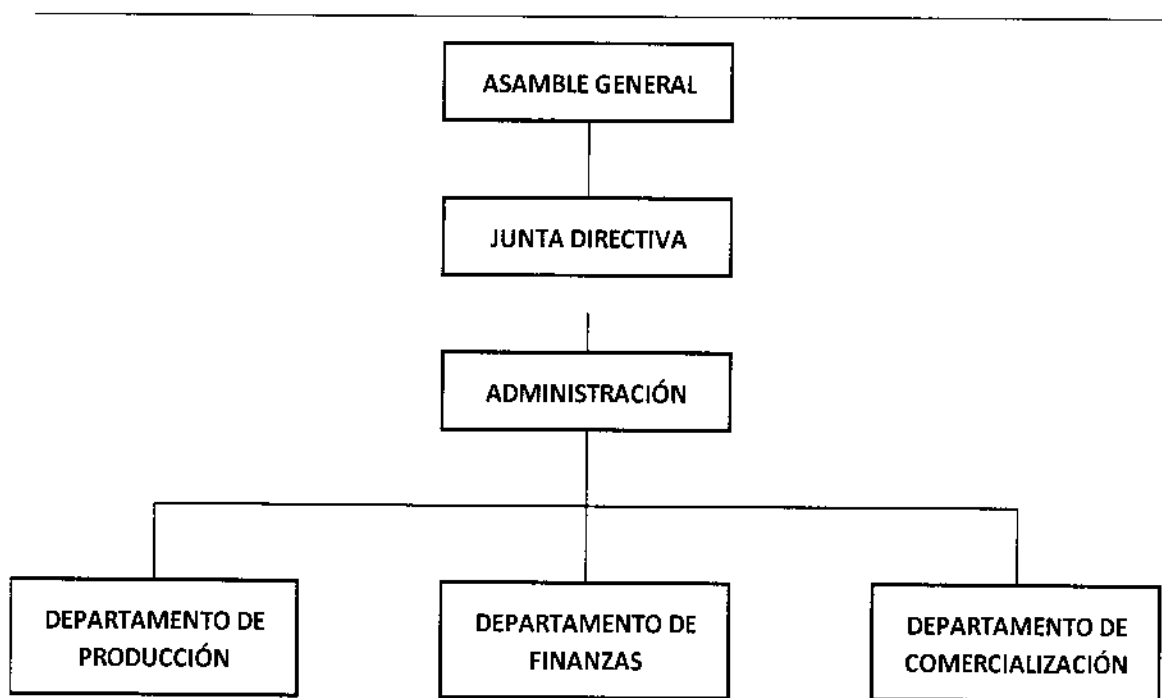 ASAMBLE GENERAL
JUNTA DIRECTIVA
ADMINISTRACIÓN
DEPARTAMENTO DE
PRODUCCIÓN
DEPARTAMENTO DE
FINANZAS
DEPARTAMENTO DE
COMERCIALIZACIÓN